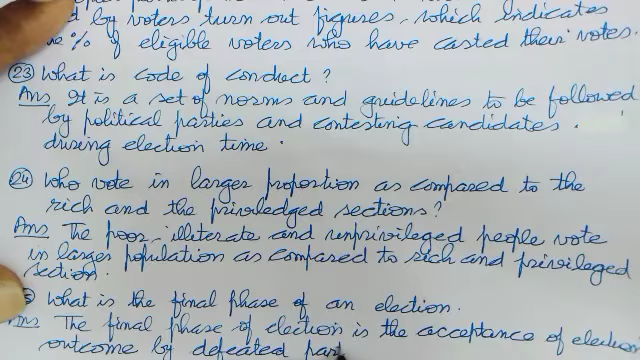 by voters turn out figures, which indicates
% of eligible voters who have casted their votes.
23 What is code of conduct?
Ans It is a set of norms and guidelines to be followed
by political parties and contesting candidates.
during election time.
24 Who vote in larger proportion as compared to the
rich and the priviledged sections?
Ans The poor, illiterate and unprivileged people vote
in larger population as compared to rich and privileged
section.
What is the final phase of an election.
The final phase of election is the acceptance of election
outcome by defeated part